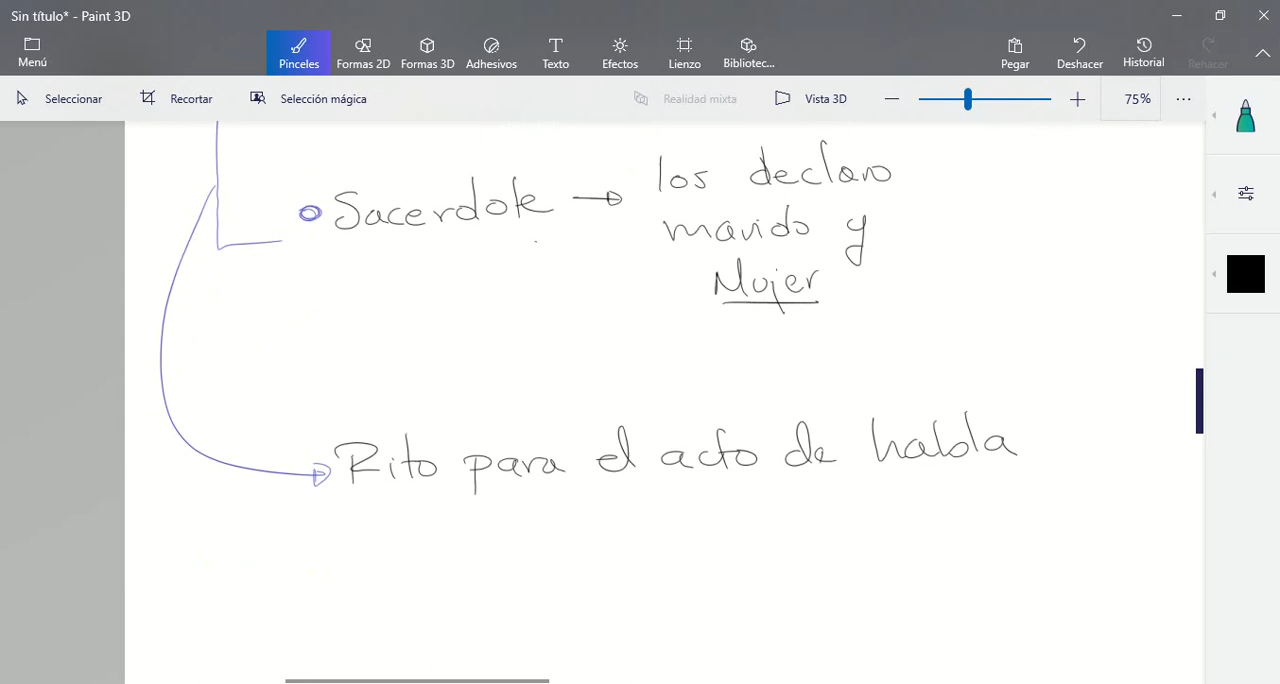 Sin título* - Paint 3D
Menú
Pinceles
Formas 2D
Formas 3D
Adhesivos
Texto
Efectos
Lienzo
Bibliotec...
Pegar
Deshacer
Historial
Rehacer
Seleccionar
Recortar
Selección mágica
Realidad mixta
Vista 3D
75%
Sacerdote → los declaro
marido y
Mujer
Rito para el acto de habla